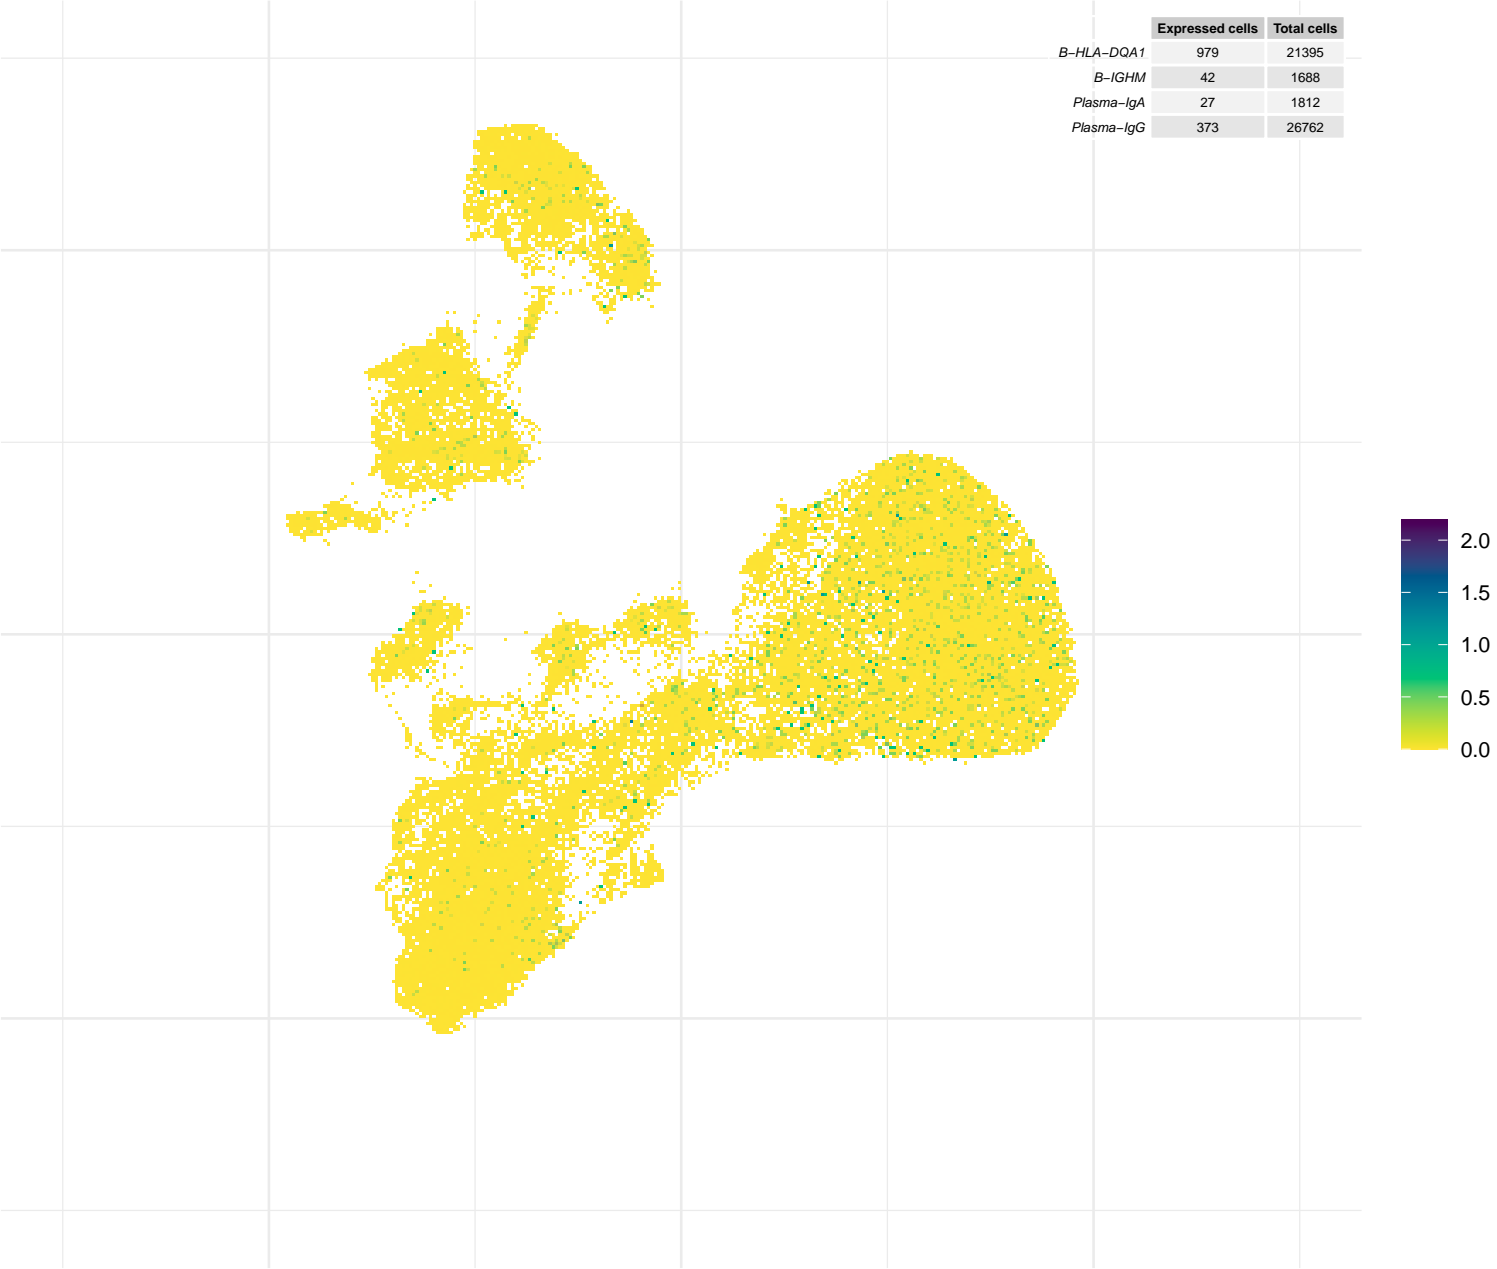 Expressed cells Total cells
B−HLA−DQA1 979 21395
B−IGHM 42 1688
Plasma−IgA 27 1812
Plasma−IgG 373 26762
2.0
1.5
1.0
0.5
0.0